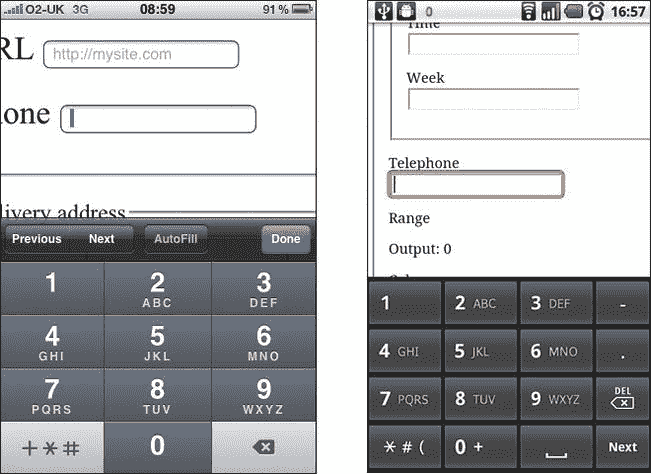 O2-UK 3G 08:59 91%
RL http://mysite.com
one
livery address
Previous Next AutoFill Done
1 2 ABC 3 DEF
4 GHI 5 JKL 6 MNO
7 PQRS 8 TUV 9 WXYZ
+*# 0
0 16:57
Time
Week
Telephone
Range
Output: 0
1 2 ABC 3 DEF -
4 GHI 5 JKL 6 MNO .
7 PQRS 8 TUV 9 WXYZ DEL
* # ( 0 + Next